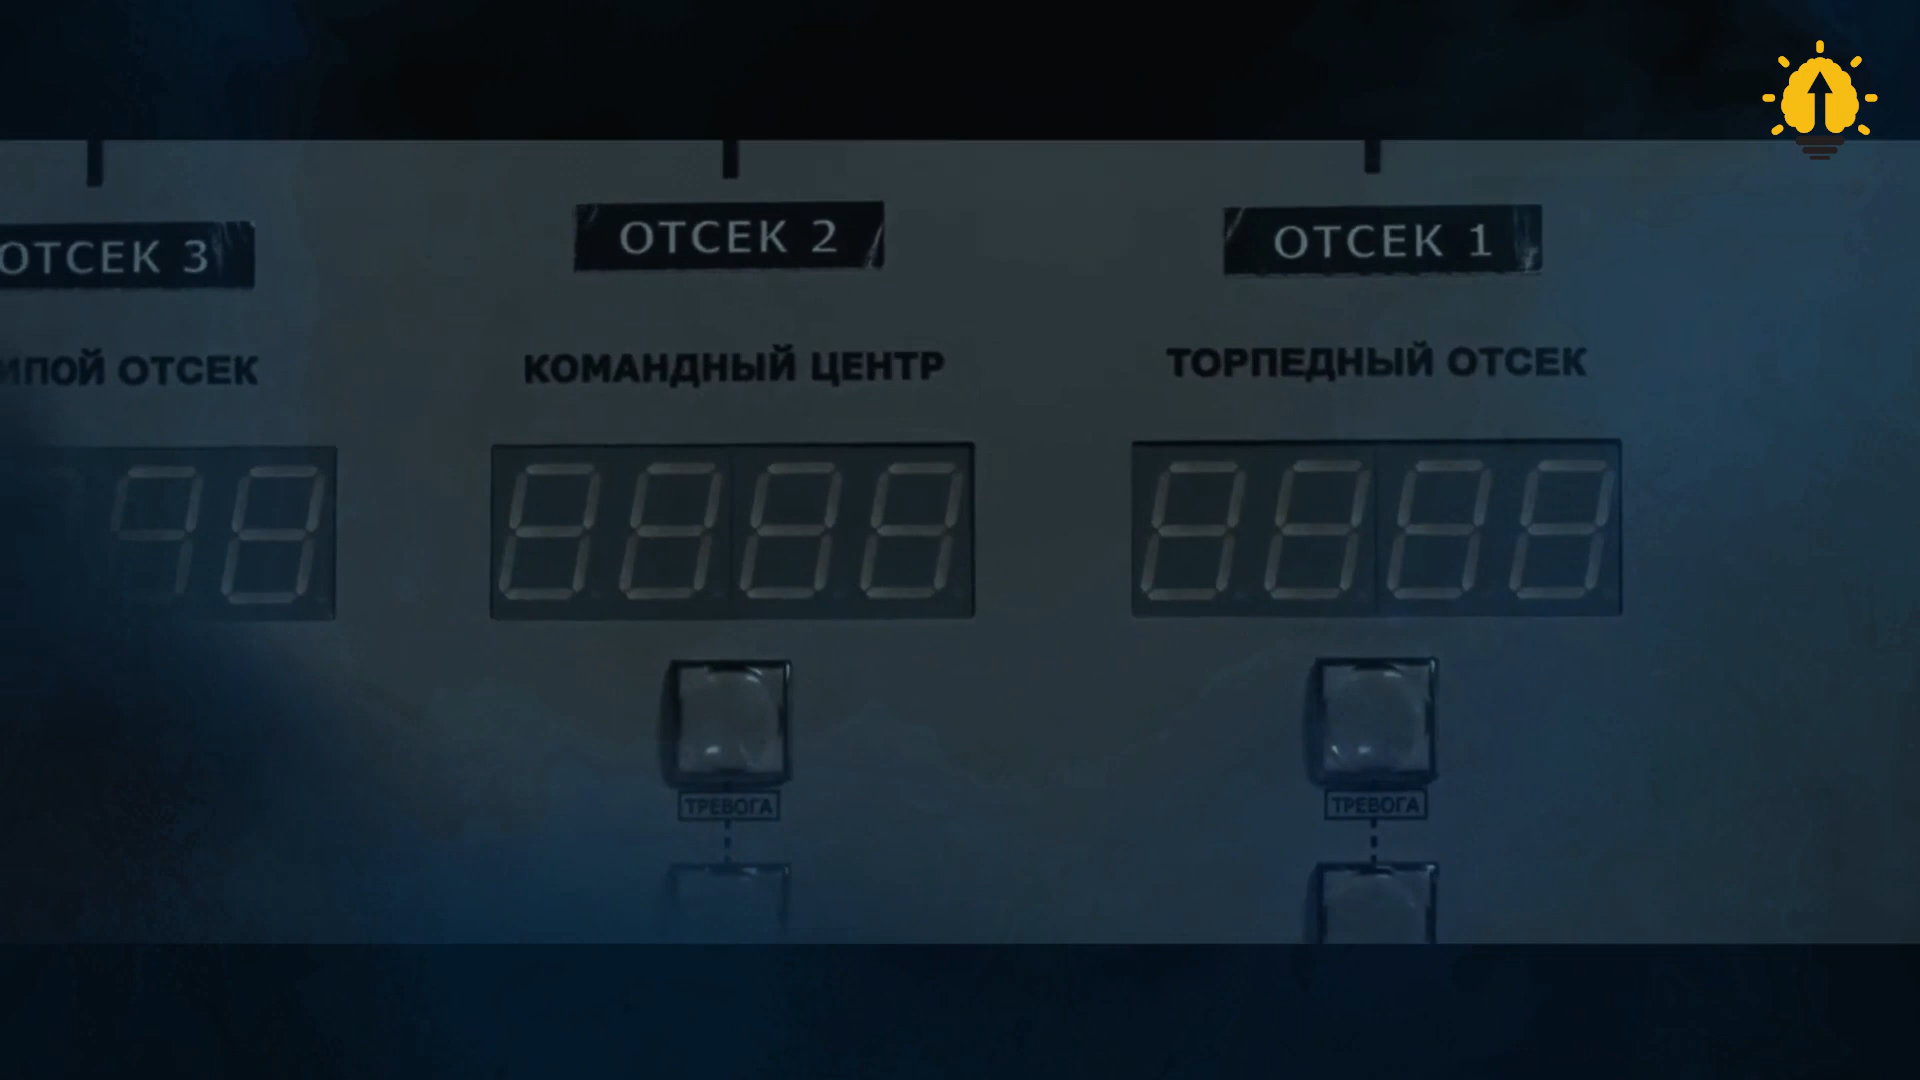 ОТСЕК 3
ОТСЕК 2
ОТСЕК 1
ОТСЕК
КОМАНДНЫЙ ЦЕНТР
ТОРПЕДНЫЙ ОТСЕК
ТРЕВОГА
ТРЕВОГА